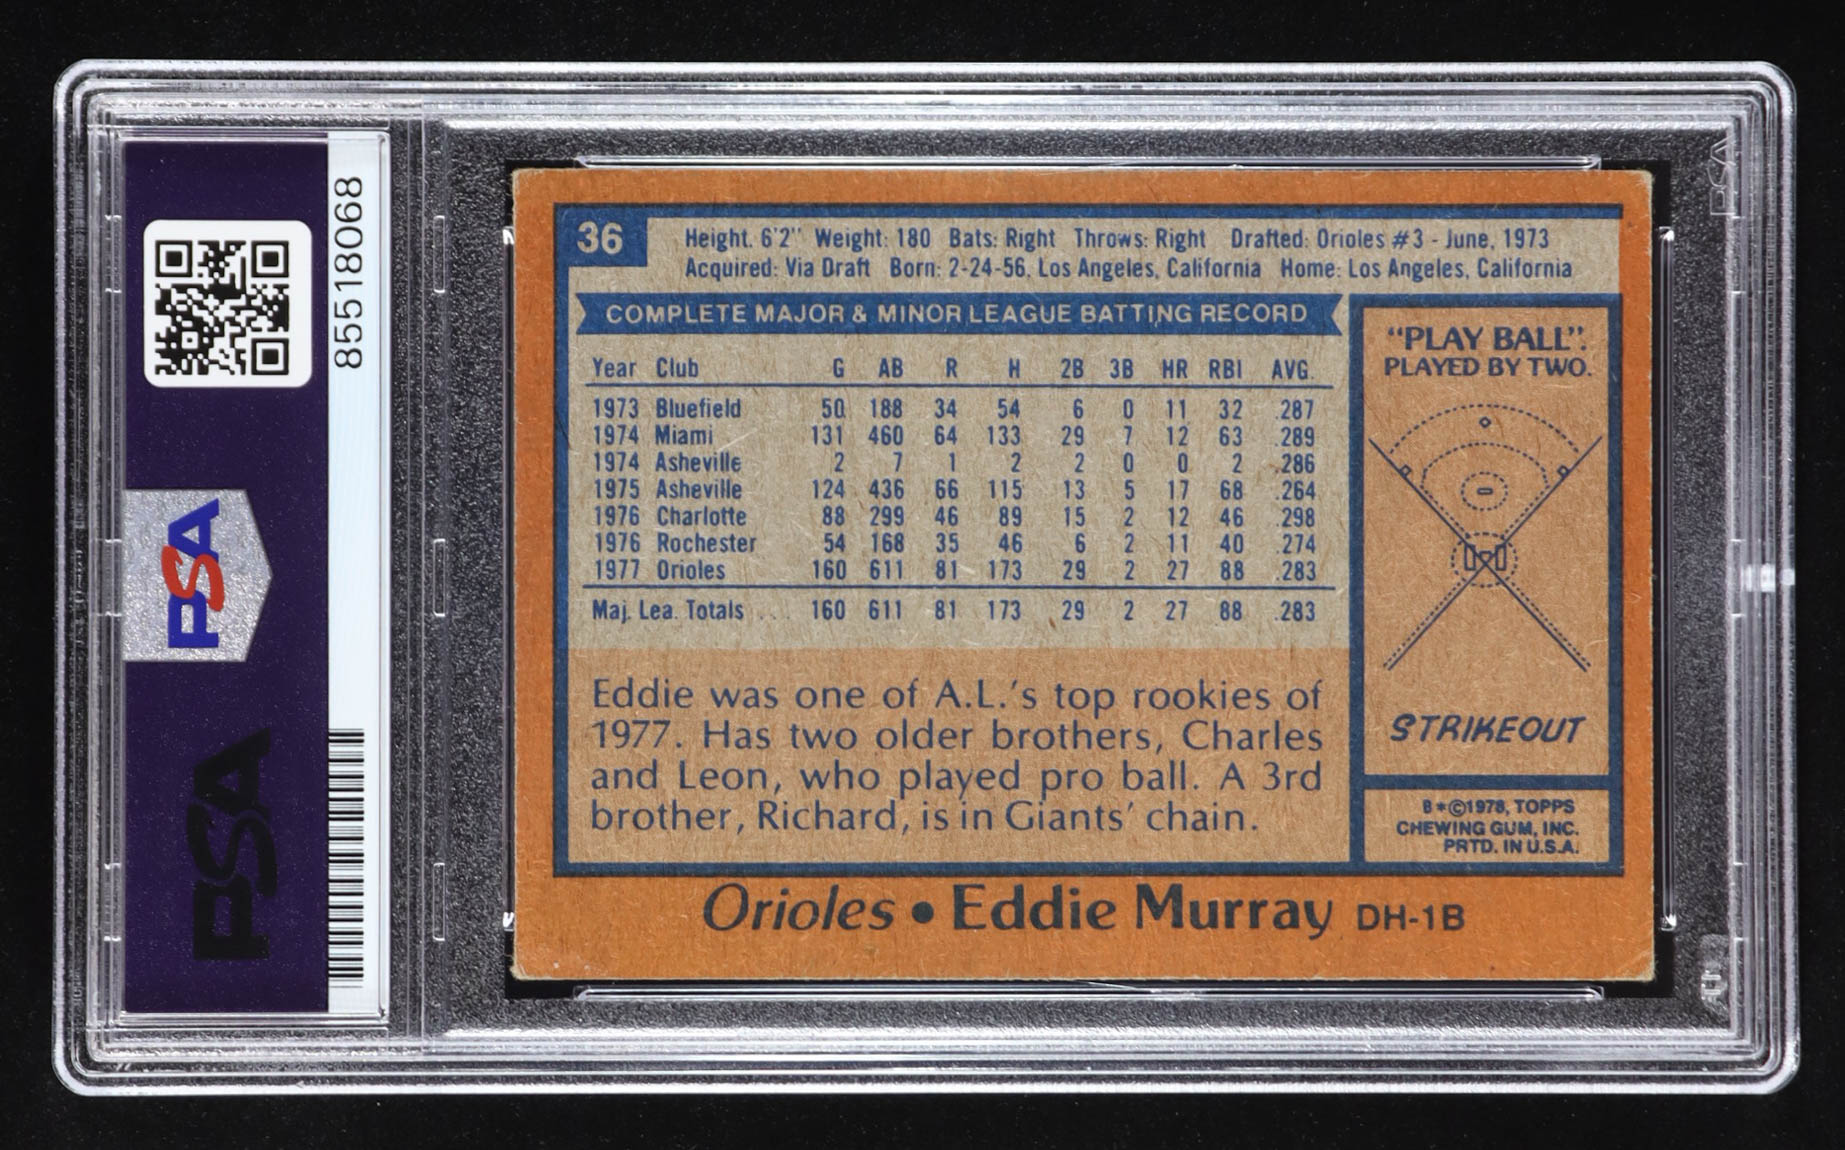 36
Height. 6'2" Weight: 180 Bats: Right Throws: Right Drafted: Orioles #3 - June, 1973
Acquired: Via Draft Born: 2-24-56, Los Angeles, California Home: Los Angeles, California
COMPLETE MAJOR & MINOR LEAGUE BATTING RECORD
Year Club G AB R H 2B 3B HR RBI AVG.
1973 Bluefield 50 188 34 54 6 0 11 32 .287
1974 Miami 131 460 64 133 29 7 12 63 .289
1974 Asheville 2 7 1 2 2 0 0 2 .286
1975 Asheville 124 436 66 115 13 5 17 68 .264
1976 Charlotte 88 299 46 89 15 2 12 46 .298
1976 Rochester 54 168 35 46 6 2 11 40 .274
1977 Orioles 160 611 81 173 29 2 27 88 .283
Maj. Lea. Totals ... 160 611 81 173 29 2 27 88 .283
Eddie was one of A.L.'s top rookies of
1977. Has two older brothers, Charles
and Leon, who played pro ball. A 3rd
brother, Richard, is in Giants' chain.
"PLAY BALL":
PLAYED BY TWO.
STRIKEOUT
B*©1978, TOPPS
CHEWING GUM, INC.
PRTD. IN U.S.A.
Orioles • Eddie Murray DH-1B
85518068
PSA
PSA
PSA